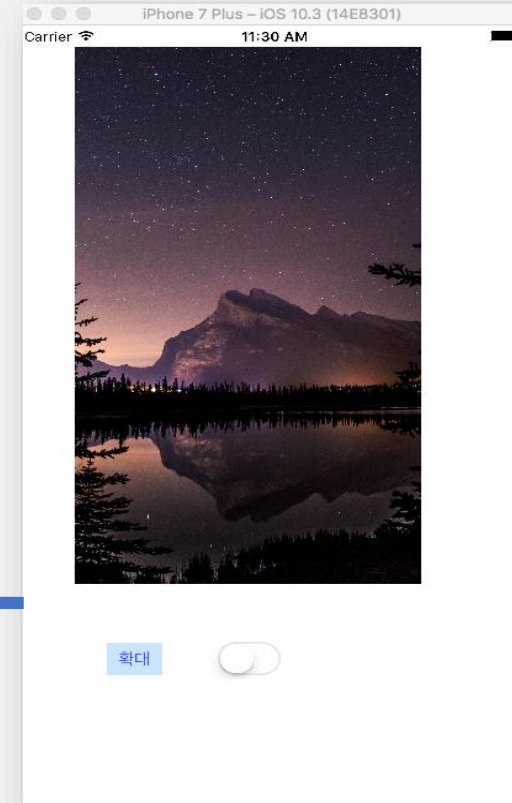 iPhone 7 Plus – iOS 10.3 (14E8301)
Carrier 11:30 AM
확대